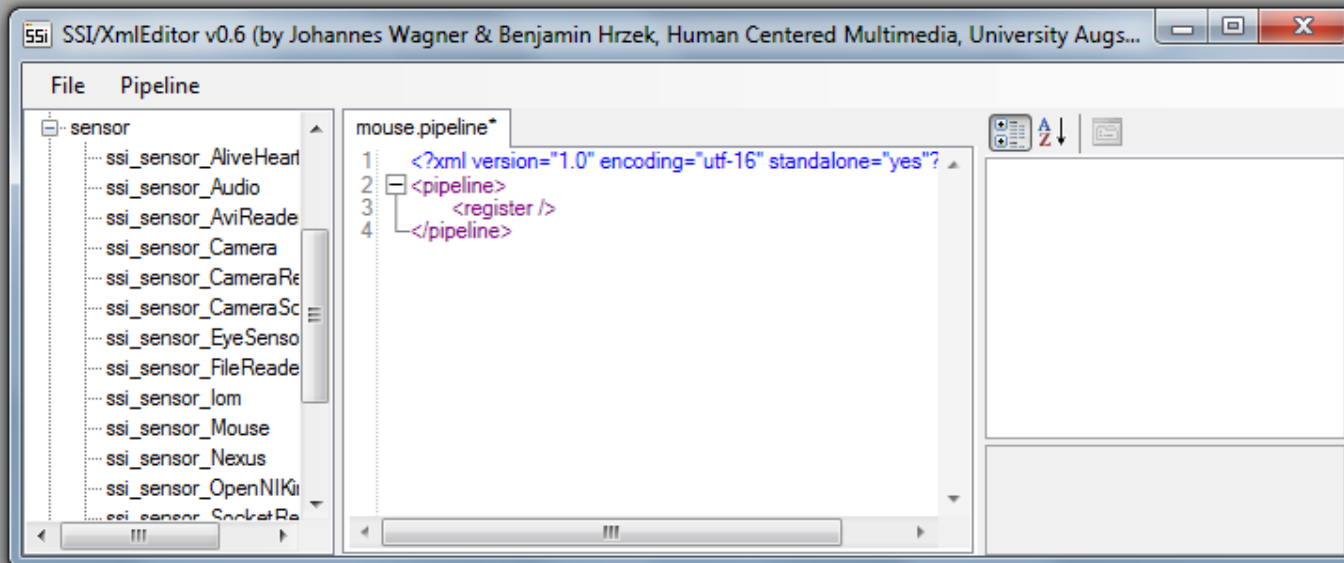 SSI SSI/XmlEditor v0.6 (by Johannes Wagner & Benjamin Hrzek, Human Centered Multimedia, University Augs...
File Pipeline
sensor
ssi_sensor_AliveHeart
ssi_sensor_Audio
ssi_sensor_AviReade
ssi_sensor_Camera
ssi_sensor_CameraRe
ssi_sensor_CameraSc
ssi_sensor_EyeSenso
ssi_sensor_FileReade
ssi_sensor_Iom
ssi_sensor_Mouse
ssi_sensor_Nexus
ssi_sensor_OpenNIKi
ssi_sensor_SocketRe
mouse.pipeline*
1 <?xml version="1.0" encoding="utf-16" standalone="yes"?
2 <pipeline>
3 <register />
4 </pipeline>
A
Z